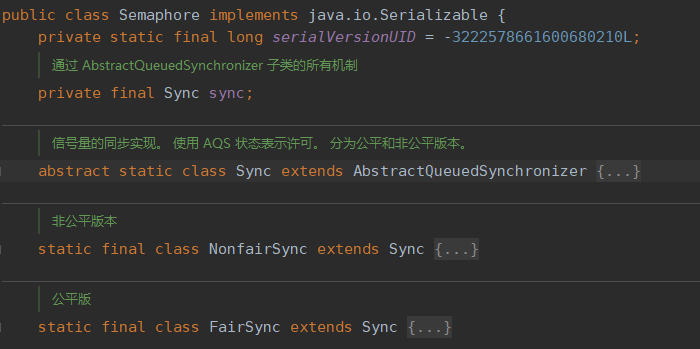 public class Semaphore implements java.io.Serializable {
private static final long serialVersionUID = -3222578661600680210L;
通过 AbstractQueuedSynchronizer 子类的所有机制
private final Sync sync;
信号量的同步实现。 使用 AQS 状态表示许可。 分为公平和非公平版本。
abstract static class Sync extends AbstractQueuedSynchronizer {...}
非公平版本
static final class NonfairSync extends Sync {...}
公平版
static final class FairSync extends Sync {...}